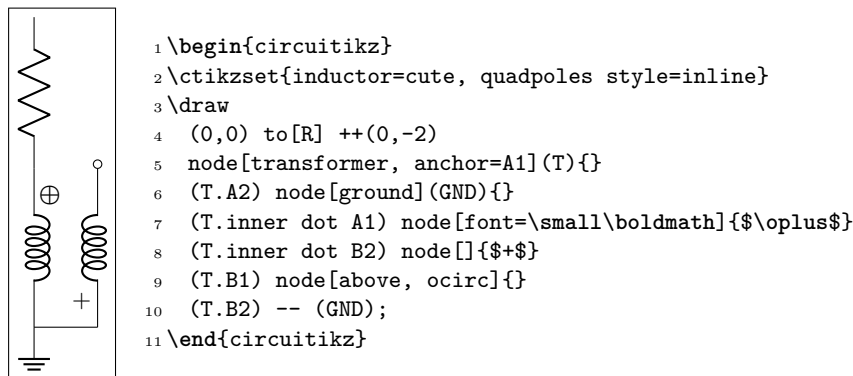 1 \begin{circuitikz}
2 \ctikzset{inductor=cute, quadpoles style=inline}
3 \draw
4   (0,0) to[R] ++(0,-2)
5   node[transformer, anchor=A1](T){}
6   (T.A2) node[ground](GND){}
7   (T.inner dot A1) node[font=\small\boldmath]{$\oplus$}
8   (T.inner dot B2) node[]{$+$}
9   (T.B1) node[above, ocirc]{}
10   (T.B2) -- (GND);
11 \end{circuitikz}
⊕
+